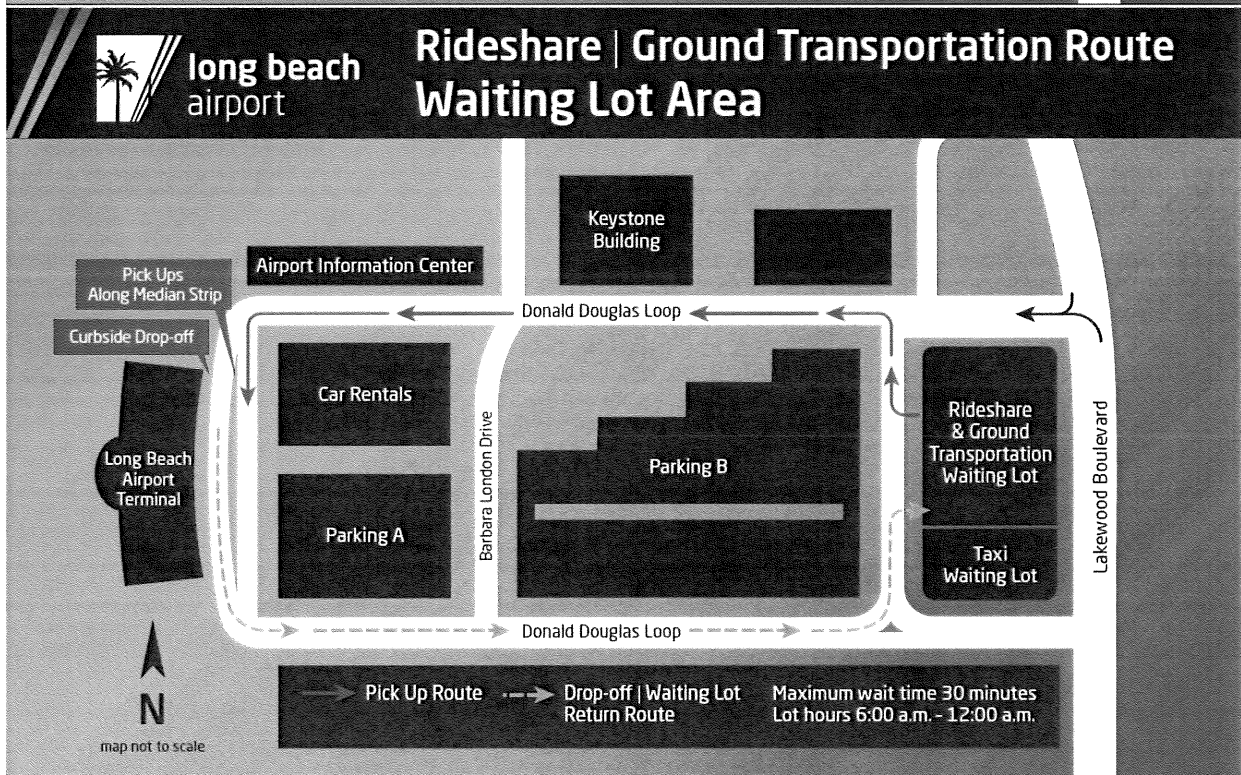 long beach
airport
Rideshare | Ground Transportation Route
Waiting Lot Area
Keystone
Building
Airport Information Center
Pick Ups
Along Median Strip
Donald Douglas Loop
Curbside Drop-off
Car Rentals
Rideshare
& Ground
Transportation
Waiting Lot
Long Beach
Airport
Terminal
Parking A
Barbara London Drive
Parking B
Lakewood Boulevard
Taxi
Waiting Lot
Donald Douglas Loop
Pick Up Route
Drop-off | Waiting Lot
Return Route
Maximum wait time 30 minutes
Lot hours 6:00 a.m. - 12:00 a.m.
N
map not to scale